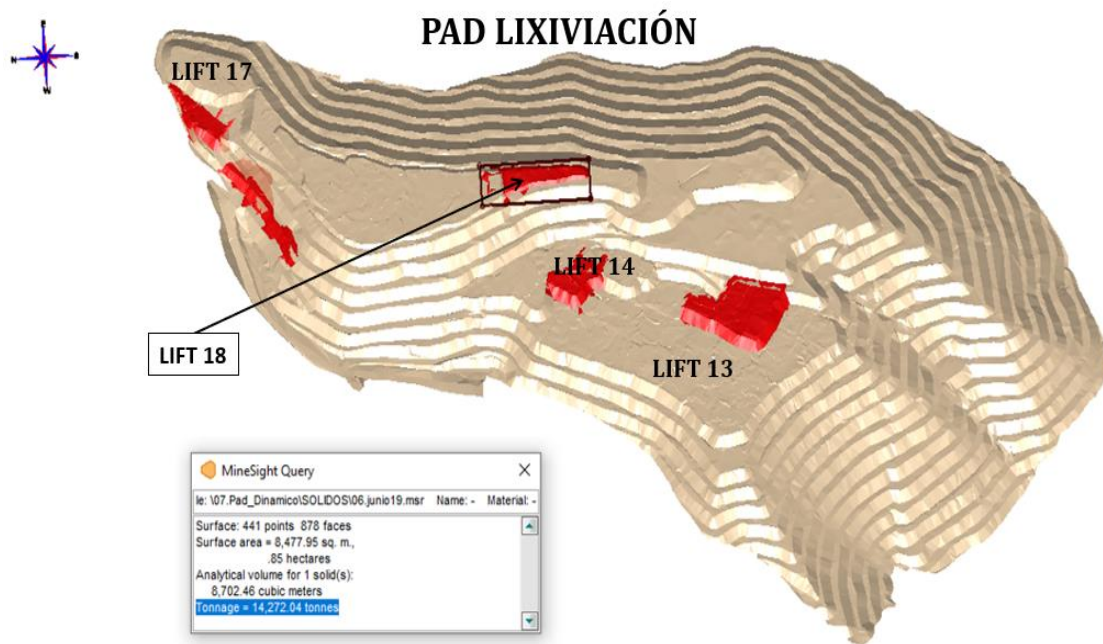 PAD LIXIVIACIÓN
LIFT 17
LIFT 14
LIFT 18
LIFT 13
MineSight Query
le: \07.Pad_Dinamico\SOLIDOS\06.junio19.msr Name: - Material: -
Surface: 441 points 878 faces
Surface area = 8,477.95 sq. m.,
.85 hectares
Analytical volume for 1 solid(s):
8,702.46 cubic meters
Tonnage = 14,272.04 tonnes